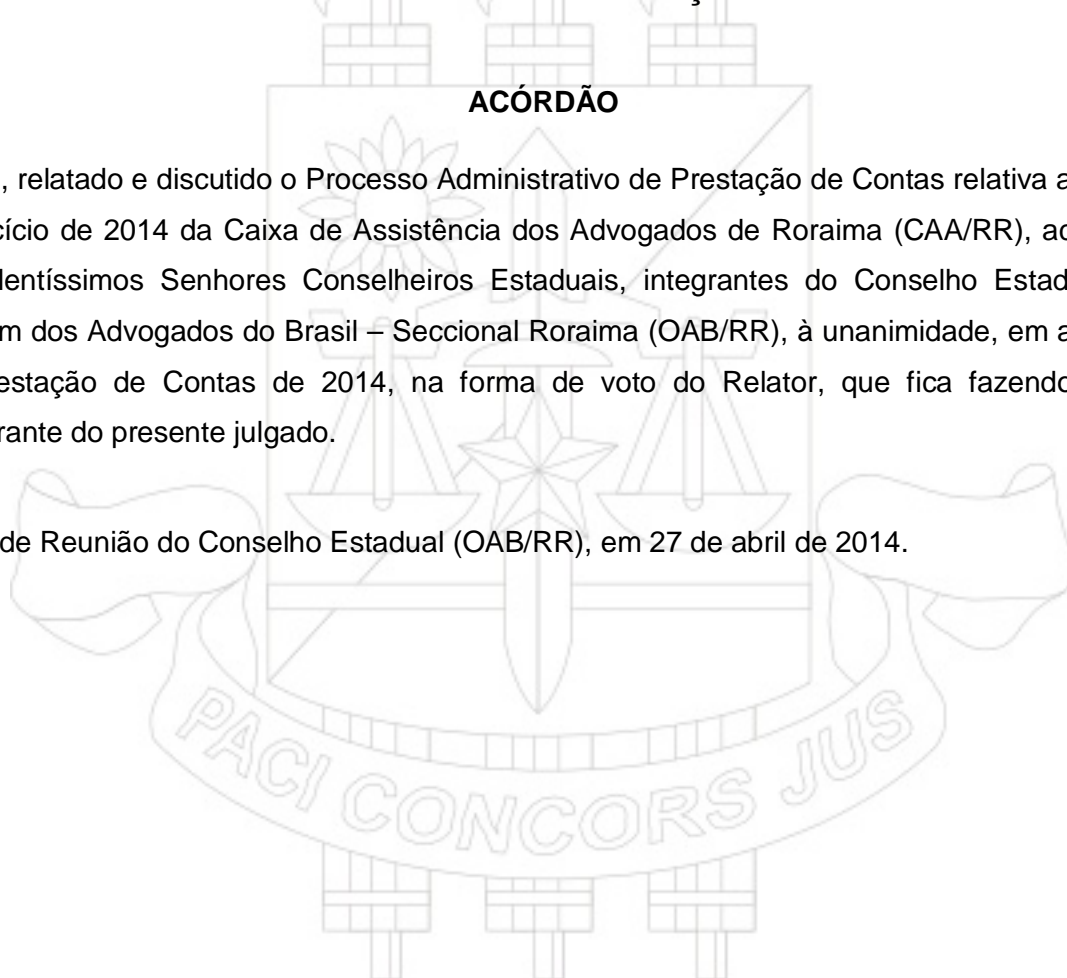 ACÓRDÃO
, relatado e discutido o Processo Administrativo de Prestação de Contas relativa a
cício de 2014 da Caixa de Assistência dos Advogados de Roraima (CAA/RR), ac
lentíssimos Senhores Conselheiros Estaduais, integrantes do Conselho Estad
m dos Advogados do Brasil – Seccional Roraima (OAB/RR), à unanimidade, em a
estação de Contas de 2014, na forma de voto do Relator, que fica fazendo
rante do presente julgado.
de Reunião do Conselho Estadual (OAB/RR), em 27 de abril de 2014.
PACI CONCORS JUS